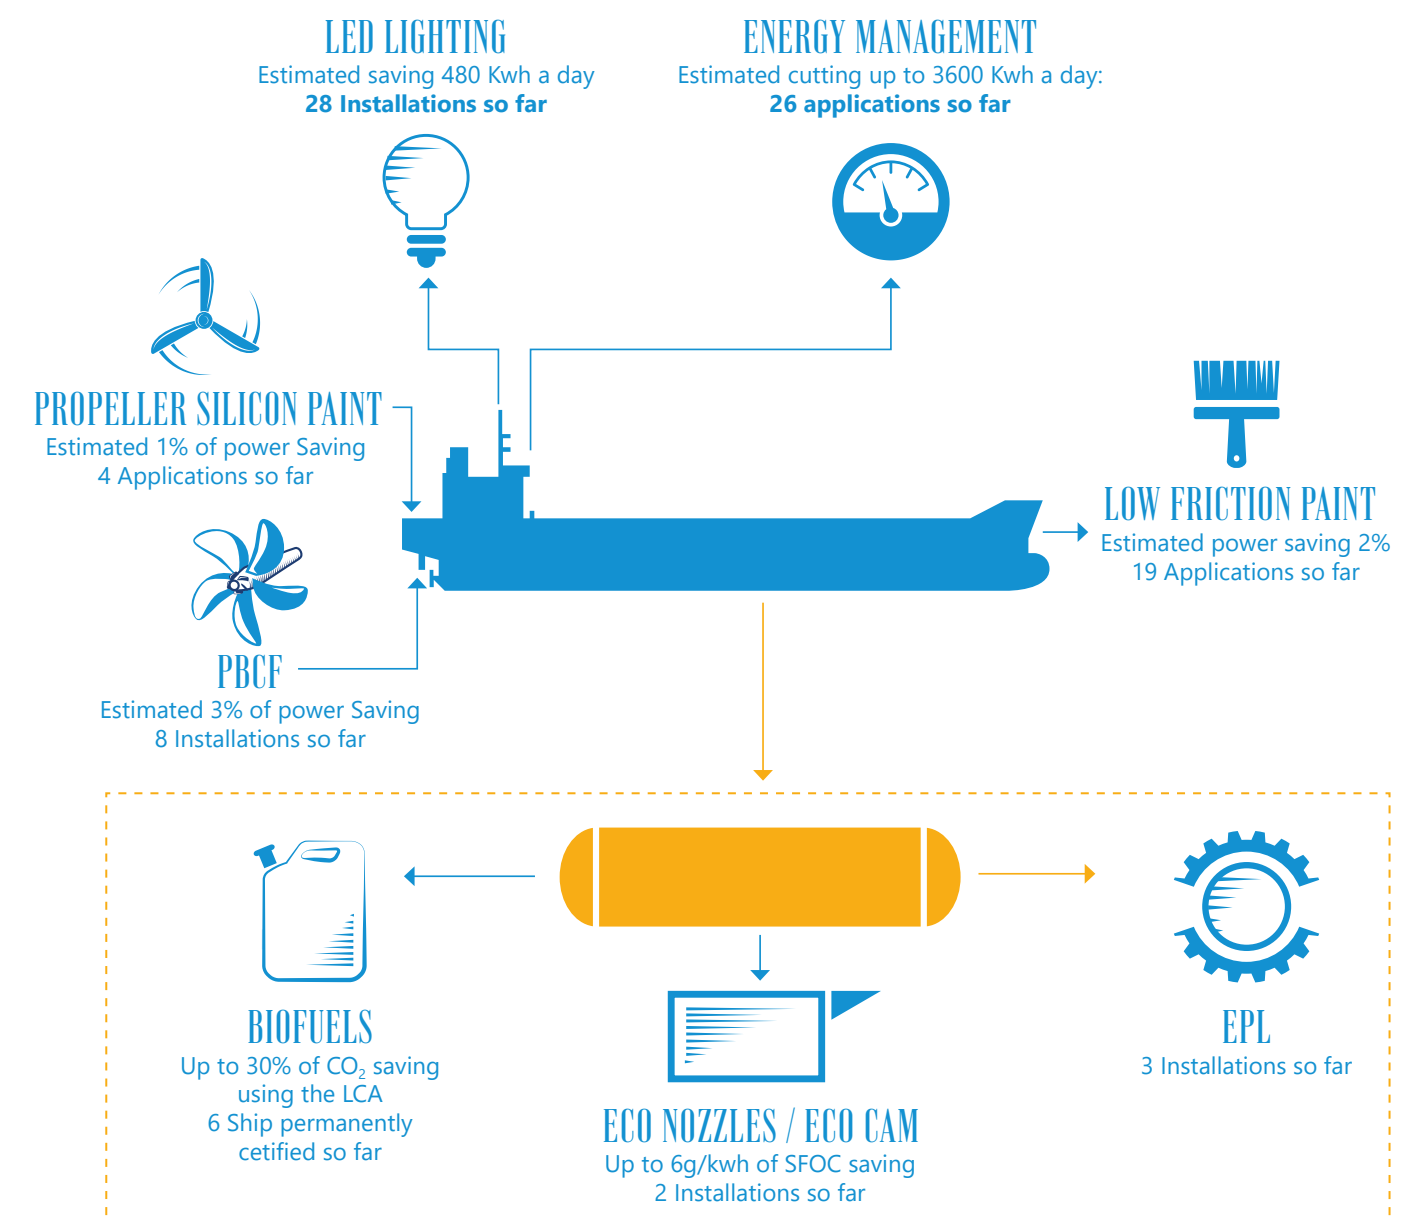 LED LIGHTING
Estimated saving 480 Kwh a day
28 Installations so far
ENERGY MANAGEMENT
Estimated cutting up to 3600 Kwh a day:
26 applications so far
PROPELLER SILICON PAINT
Estimated 1% of power Saving
4 Applications so far
LOW FRICTION PAINT
Estimated power saving 2%
19 Applications so far
PBCF
Estimated 3% of power Saving
8 Installations so far
BIOFUELS
Up to 30% of CO₂ saving
using the LCA
6 Ship permanently
cetified so far
ECO NOZZLES / ECO CAM
Up to 6g/kwh of SFOC saving
2 Installations so far
EPL
3 Installations so far